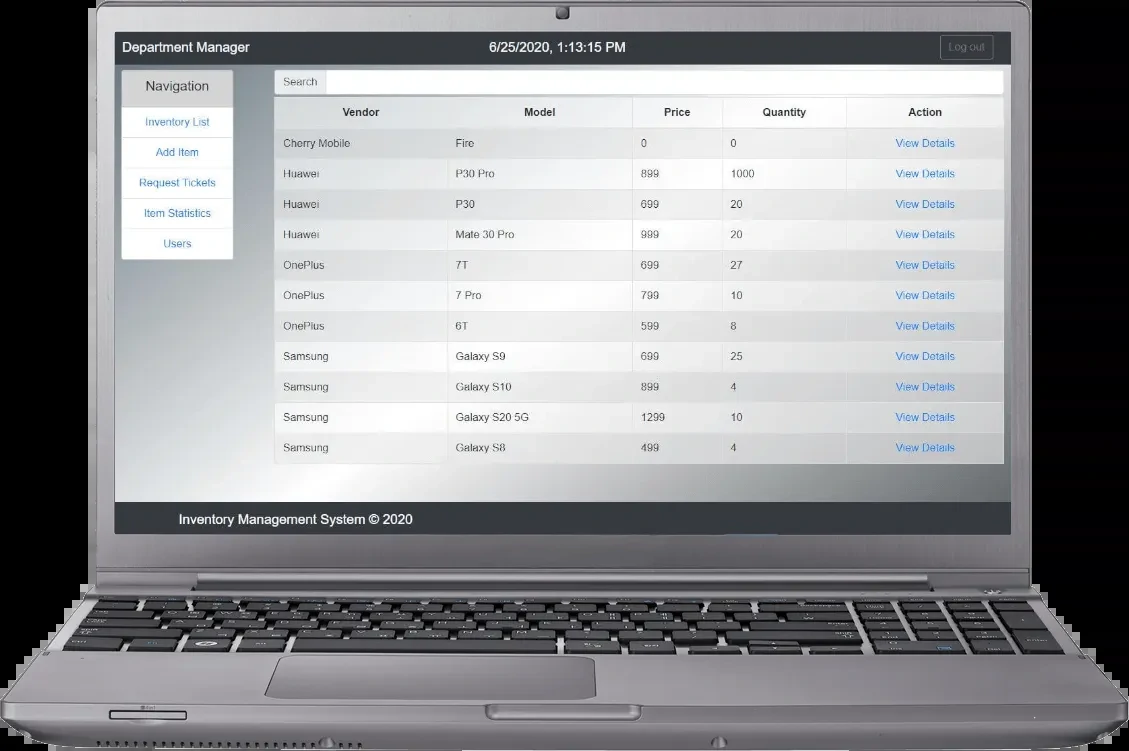 Department Manager 6/25/2020, 1:13:15 PM Log out
Navigation
Inventory List
Add Item
Request Tickets
Item Statistics
Users
Search
Vendor Model Price Quantity Action
Cherry Mobile Fire 0 0 View Details
Huawei P30 Pro 899 1000 View Details
Huawei P30 699 20 View Details
Huawei Mate 30 Pro 999 20 View Details
OnePlus 7T 699 27 View Details
OnePlus 7 Pro 799 10 View Details
OnePlus 6T 599 8 View Details
Samsung Galaxy S9 699 25 View Details
Samsung Galaxy S10 899 4 View Details
Samsung Galaxy S20 5G 1299 10 View Details
Samsung Galaxy S8 499 4 View Details
Inventory Management System © 2020